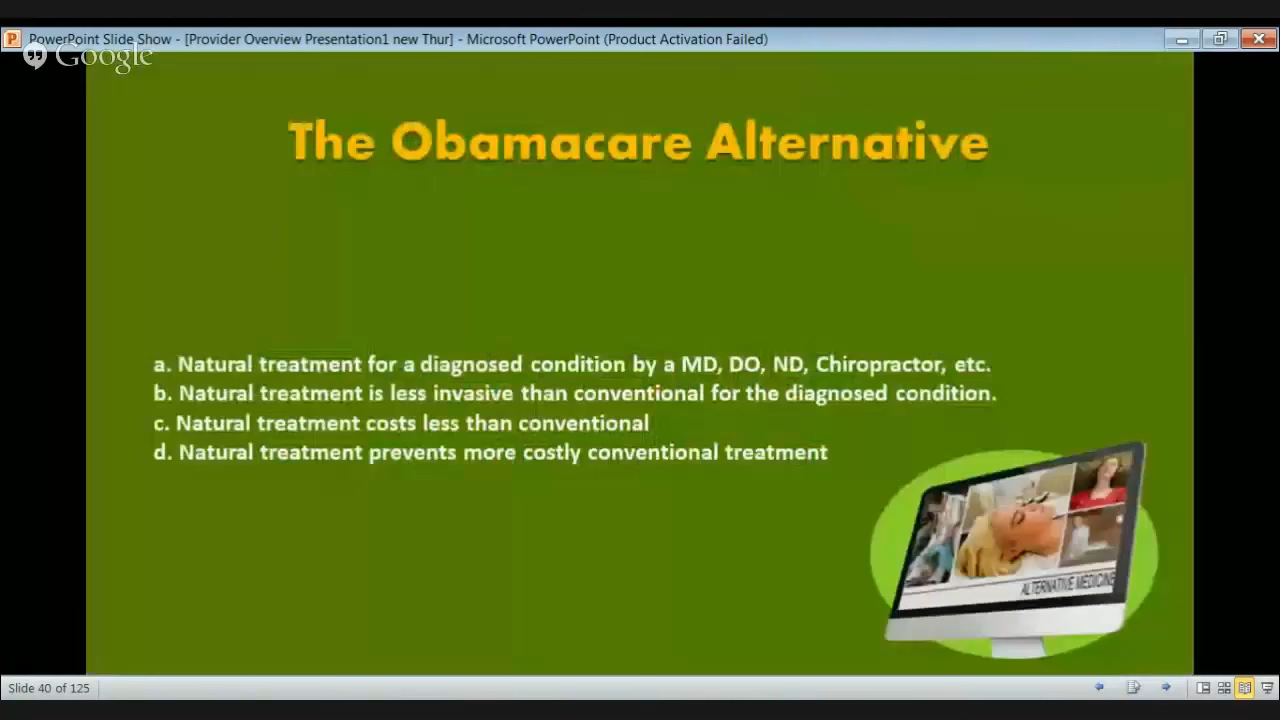 PowerPoint Slide Show - [Provider Overview Presentation1 new Thur] - Microsoft PowerPoint (Product Activation Failed)
Google
The Obamacare Alternative
a. Natural treatment for a diagnosed condition by a MD, DO, ND, Chiropractor, etc.
b. Natural treatment is less invasive than conventional for the diagnosed condition.
c. Natural treatment costs less than conventional
d. Natural treatment prevents more costly conventional treatment
ALTERNATIVE MEDICINE
Slide 40 of 125